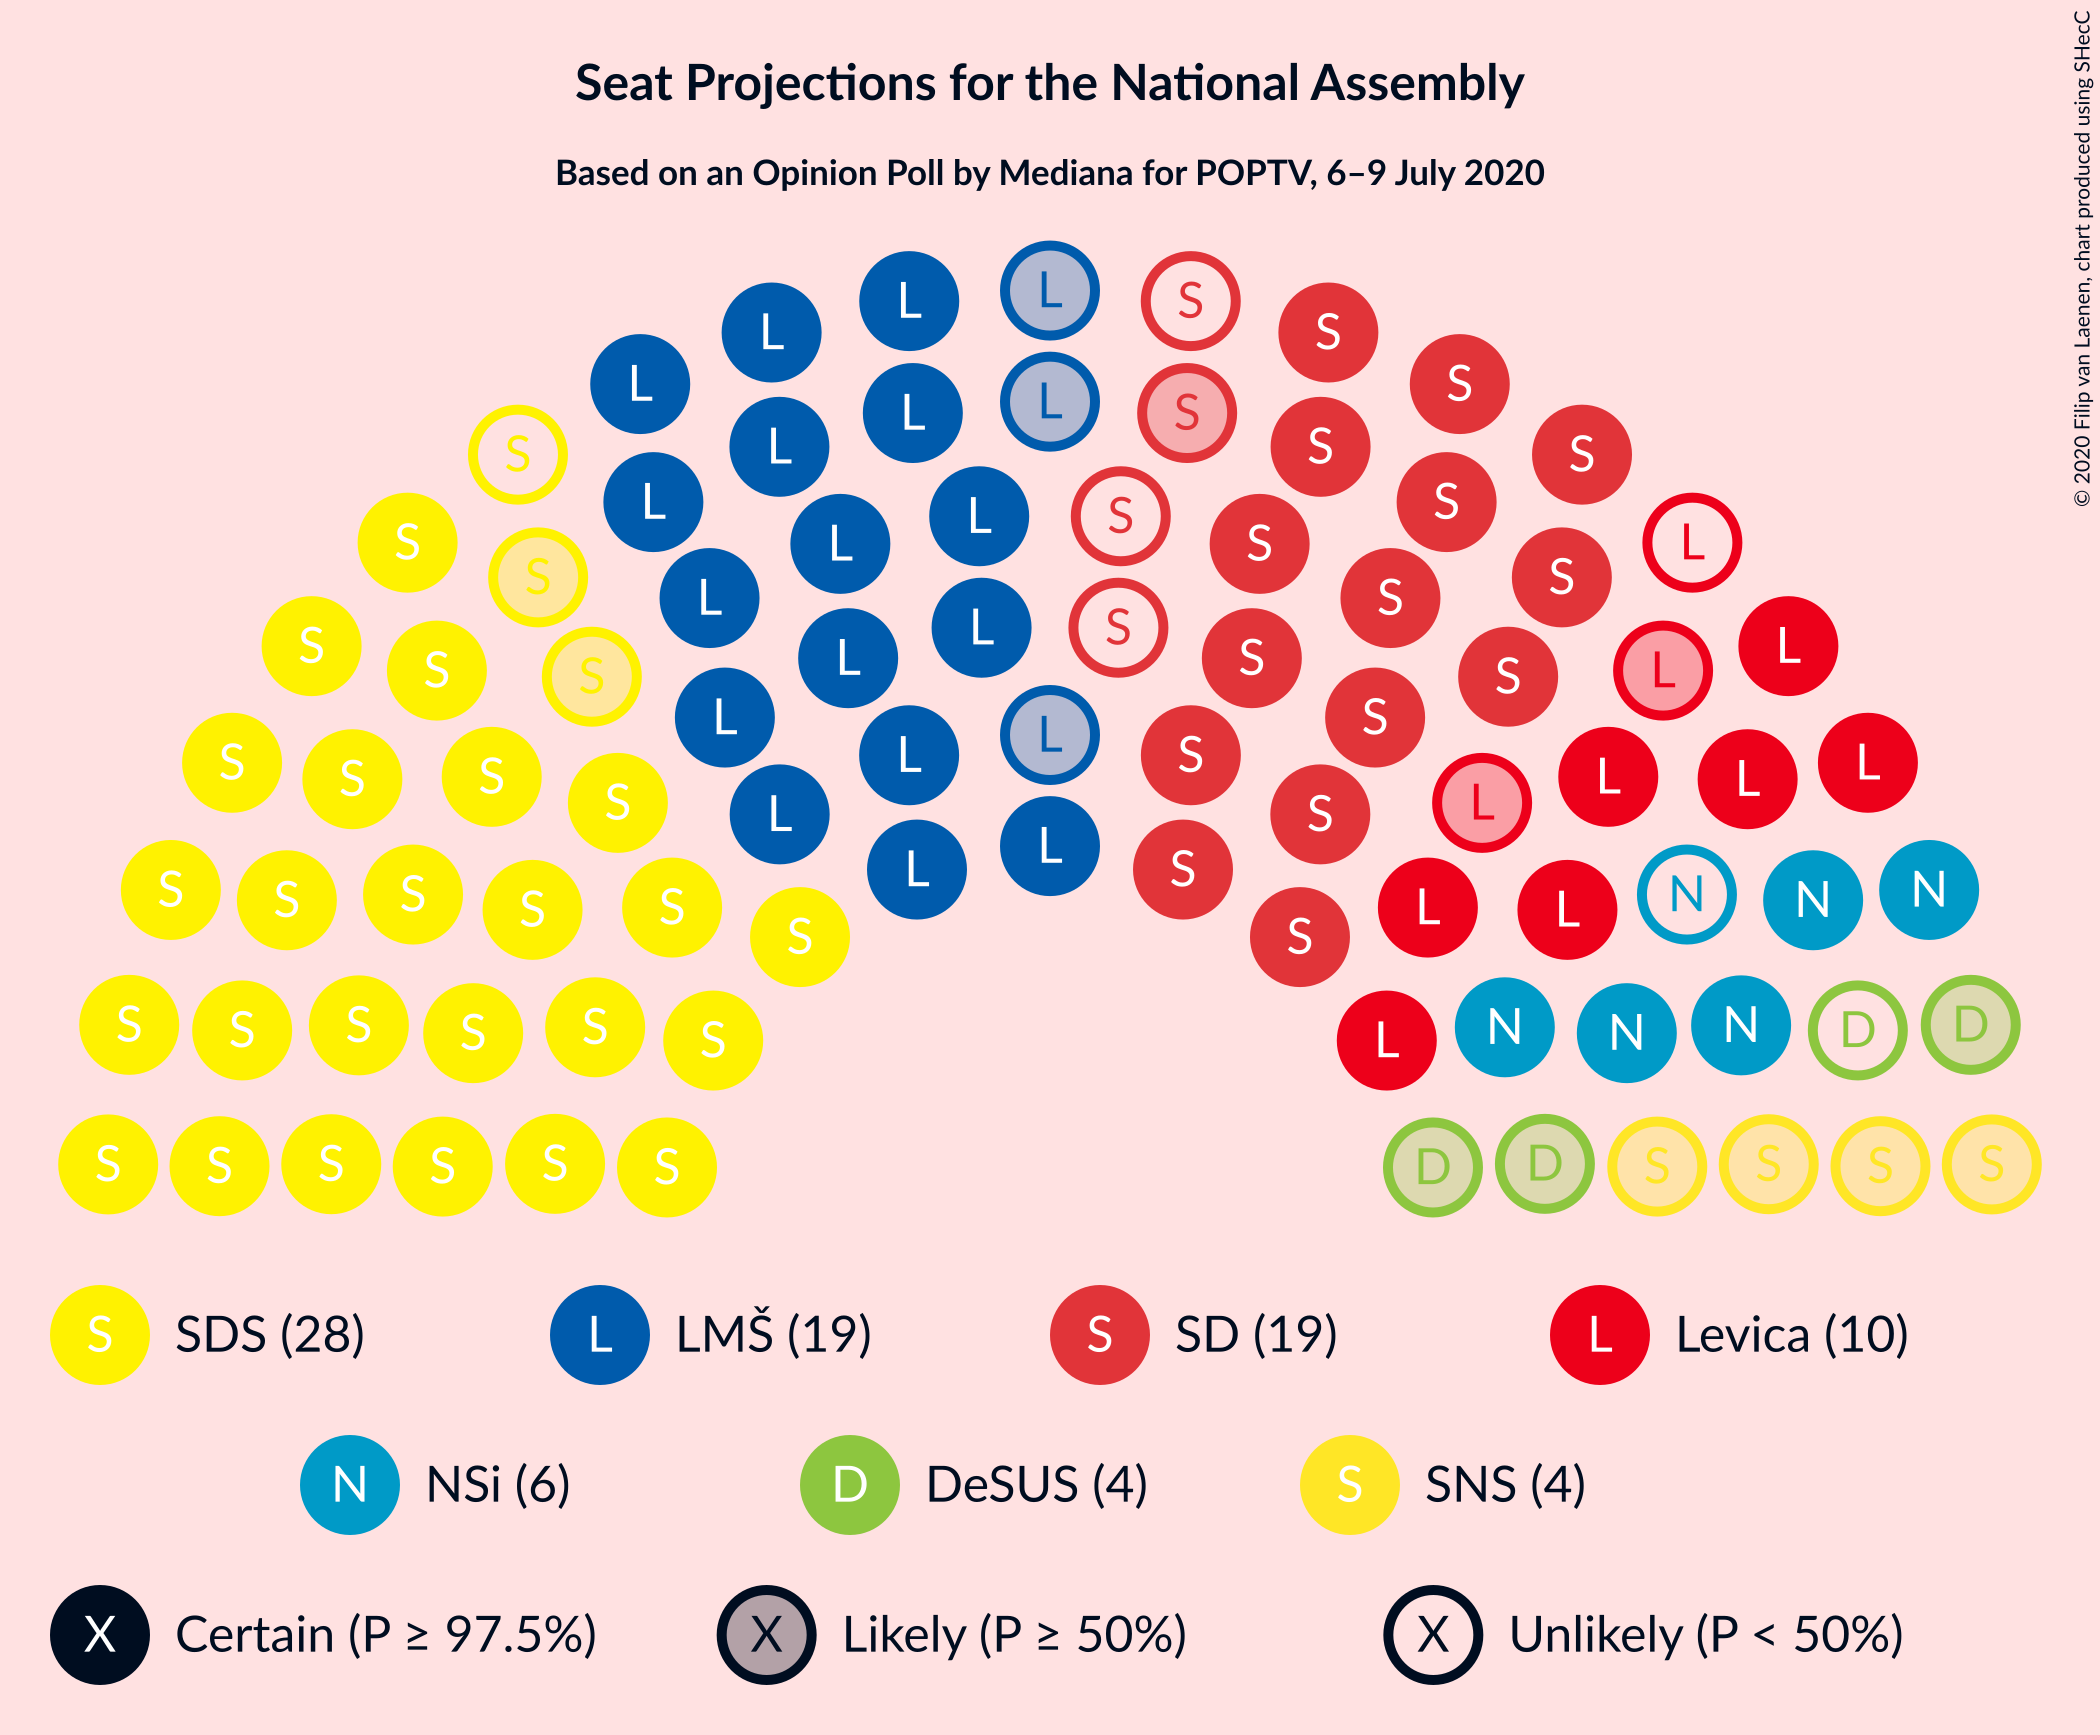 Seat Projections for the National Assembly
Based on an Opinion Poll by Mediana for POPTV, 6–9 July 2020
© 2020 Filip van Laenen, chart produced using SHecC
L
L L S S
L S
L L S S
S L L S S
S L S
L L S S
S S L S S L
L S
S L S S L L
S S L L S S L
S S S L L L S L L L
S L S
L S
L
S S S S S L L N N N
S S
S S S S S S L N N N D D
S S S S S S D D S S S S
S SDS (28) L LMŠ (19) S SD (19) L Levica (10)
N NSi (6) D DeSUS (4) S SNS (4)
X Certain (P ≥ 97.5%) X Likely (P ≥ 50%) X Unlikely (P < 50%)